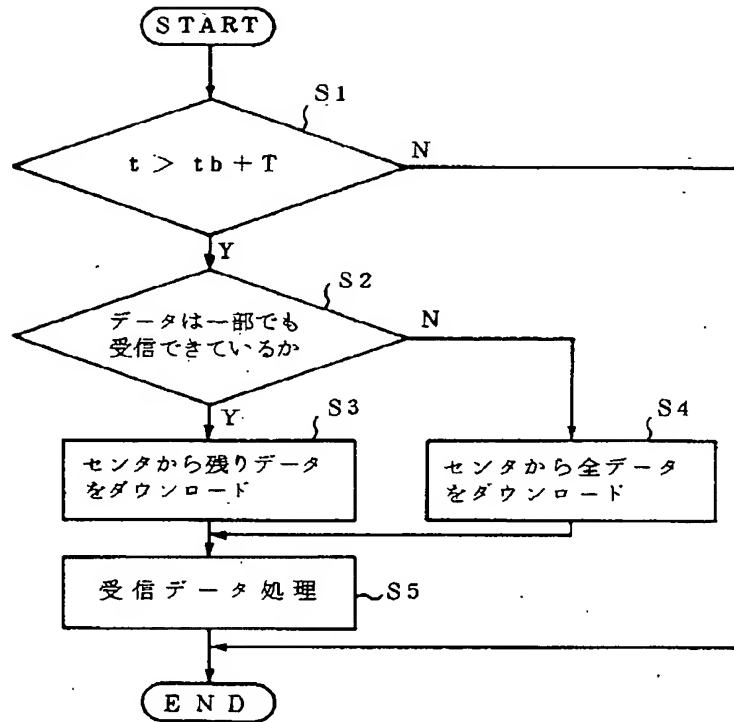 START
S1
t > tb + T
N
Y
S2
データは一部でも
受信できているか
N
Y
S3
センタから残りデータ
をダウンロード
S4
センタから全データ
をダウンロード
受信データ処理
S5
END